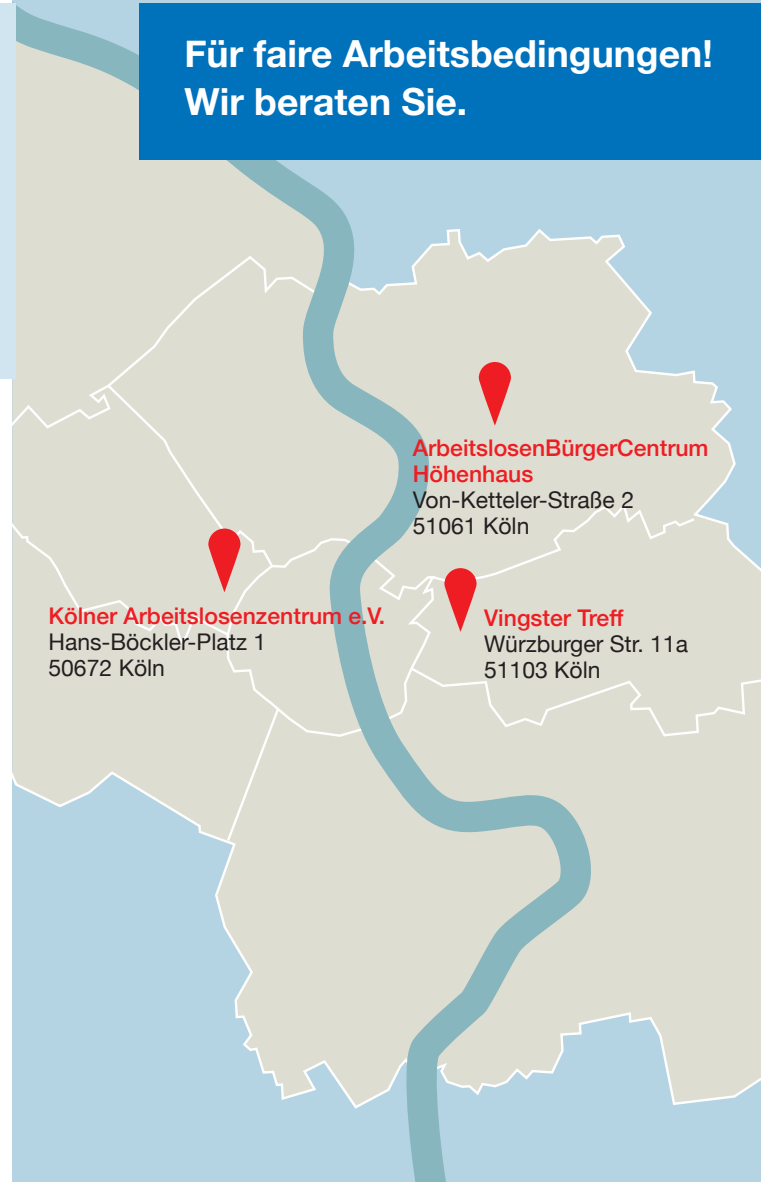 Für faire Arbeitsbedingungen!
Wir beraten Sie.
ArbeitslosenBürgerCentrum
Höhenhaus
Von-Ketteler-Straße 2
51061 Köln
Kölner Arbeitslosenzentrum e.V.
Hans-Böckler-Platz 1
50672 Köln
Vingster Treff
Würzburger Str. 11a
51103 Köln